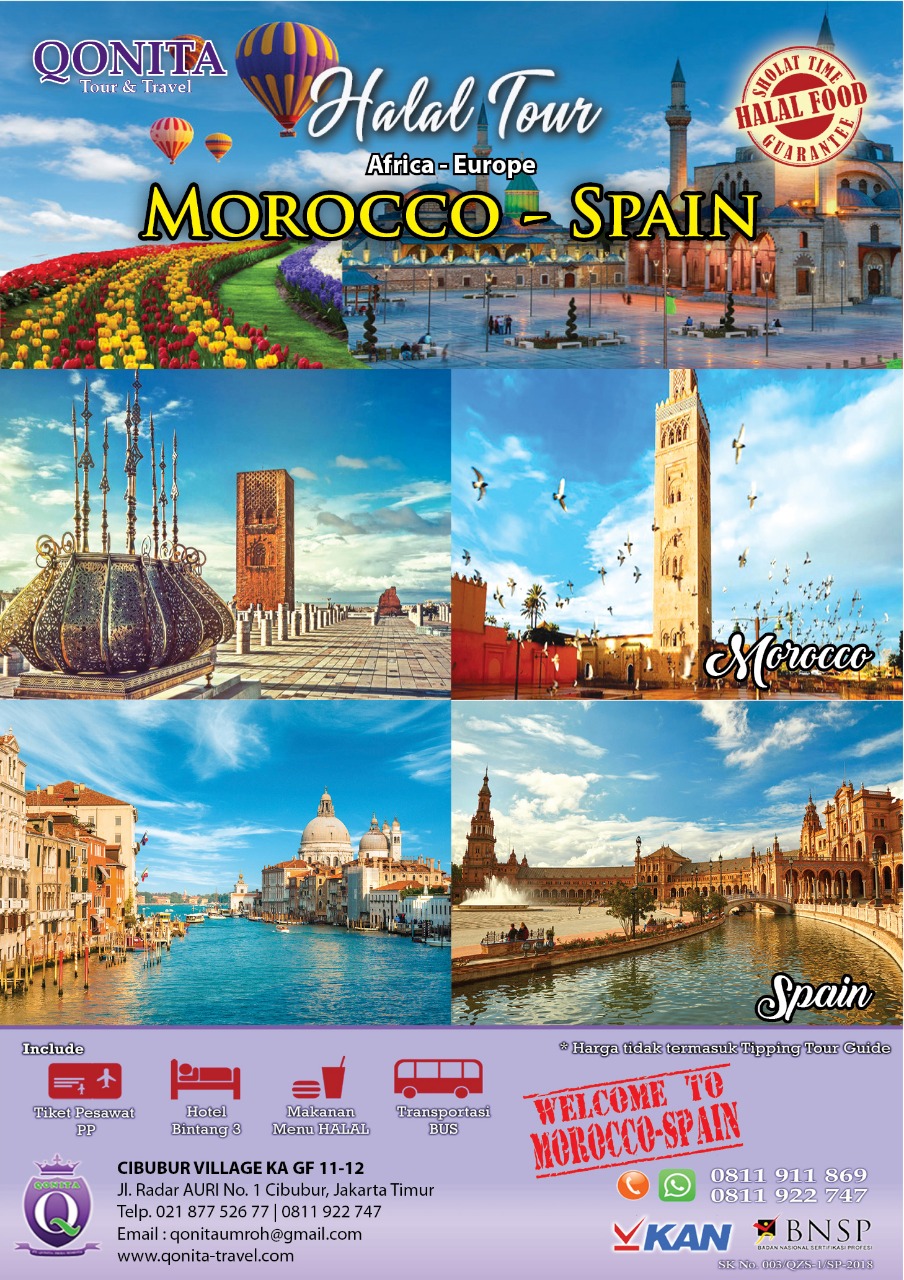 QONITA
Tour & Travel
Halal Tour
SHOLAT TIME
HALAL FOOD
GUARANTEE
Africa - Europe
MOROCCO - SPAIN
Morocco
Spain
Include
* Harga tidak termasuk Tipping Tour Guide
Tiket Pesawat
PP
Hotel
Bintang 3
Makanan
Menu HALAL
Transportasi
BUS
WELCOME TO
MOROCCO-SPAIN
QONITA
Q
CIBUBUR VILLAGE KA GF 11-12
Jl. Radar AURI No. 1 Cibubur, Jakarta Timur
Telp. 021 877 526 77 | 0811 922 747
Email : qonitaumroh@gmail.com
www.qonita-travel.com
0811 911 869
0811 922 747
KAN
BNSP
BADAN NASIONAL SERTIFIKASI PROFESI
SK No. 003/QZS-1/SP-2018